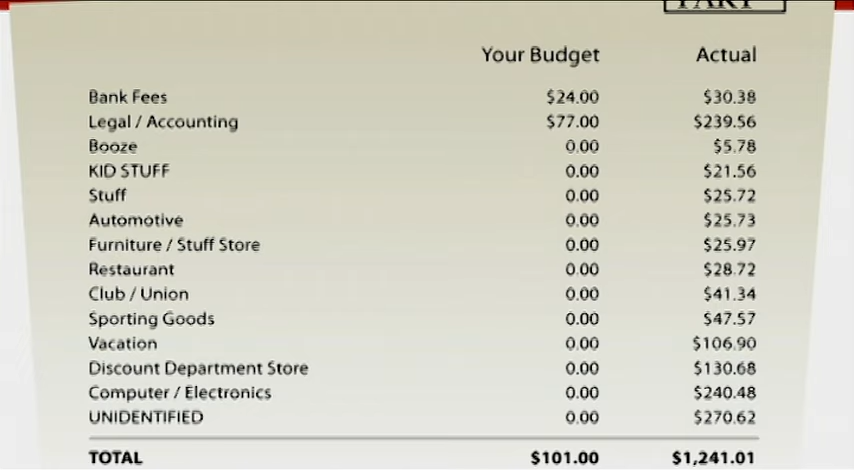 Your Budget Actual
Bank Fees $24.00 $30.38
Legal / Accounting $77.00 $239.56
Booze 0.00 $5.78
KID STUFF 0.00 $21.56
Stuff 0.00 $25.72
Automotive 0.00 $25.73
Furniture / Stuff Store 0.00 $25.97
Restaurant 0.00 $28.72
Club / Union 0.00 $41.34
Sporting Goods 0.00 $47.57
Vacation 0.00 $106.90
Discount Department Store 0.00 $130.68
Computer / Electronics 0.00 $240.48
UNIDENTIFIED 0.00 $270.62
TOTAL $101.00 $1,241.01